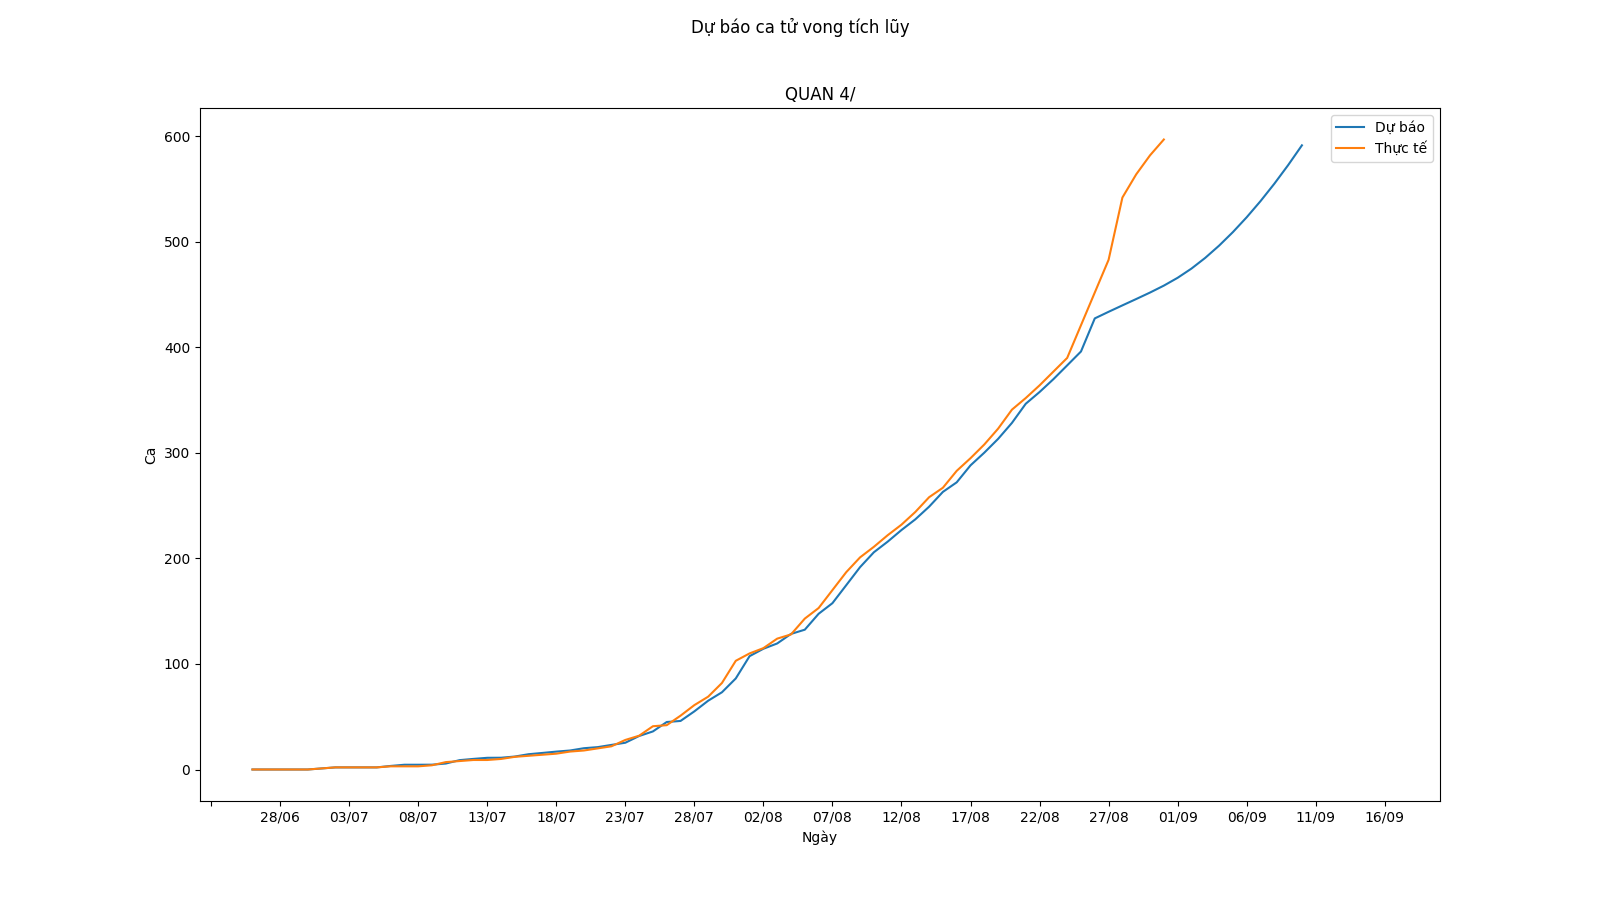 Dự báo ca tử vong tích lũy
QUAN 4/
Dự báo
Thực tế
600
500
400
300
200
100
0
Ca
28/06 03/07 08/07 13/07 18/07 23/07 28/07 02/08 07/08 12/08 17/08 22/08 27/08 01/09 06/09 11/09 16/09
Ngày